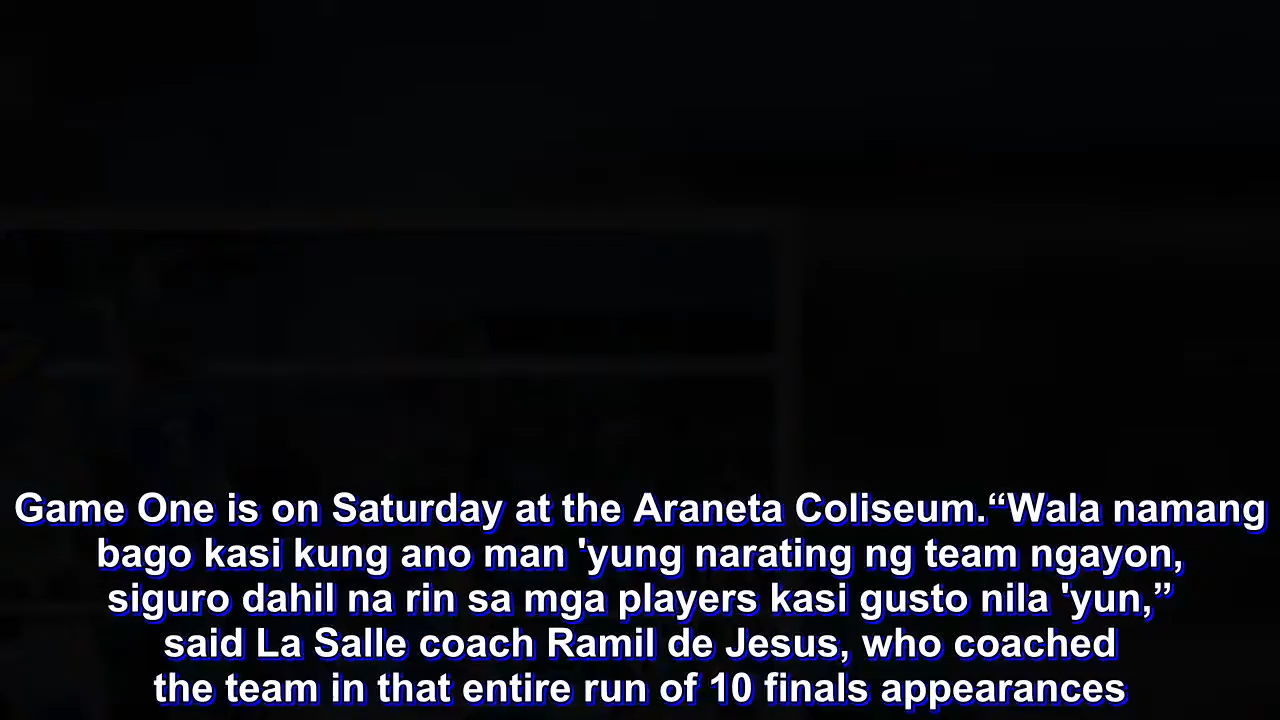 Game One is on Saturday at the Araneta Coliseum.“Wala namang
bago kasi kung ano man 'yung narating ng team ngayon,
siguro dahil na rin sa mga players kasi gusto nila 'yun,”
said La Salle coach Ramil de Jesus, who coached
the team in that entire run of 10 finals appearances